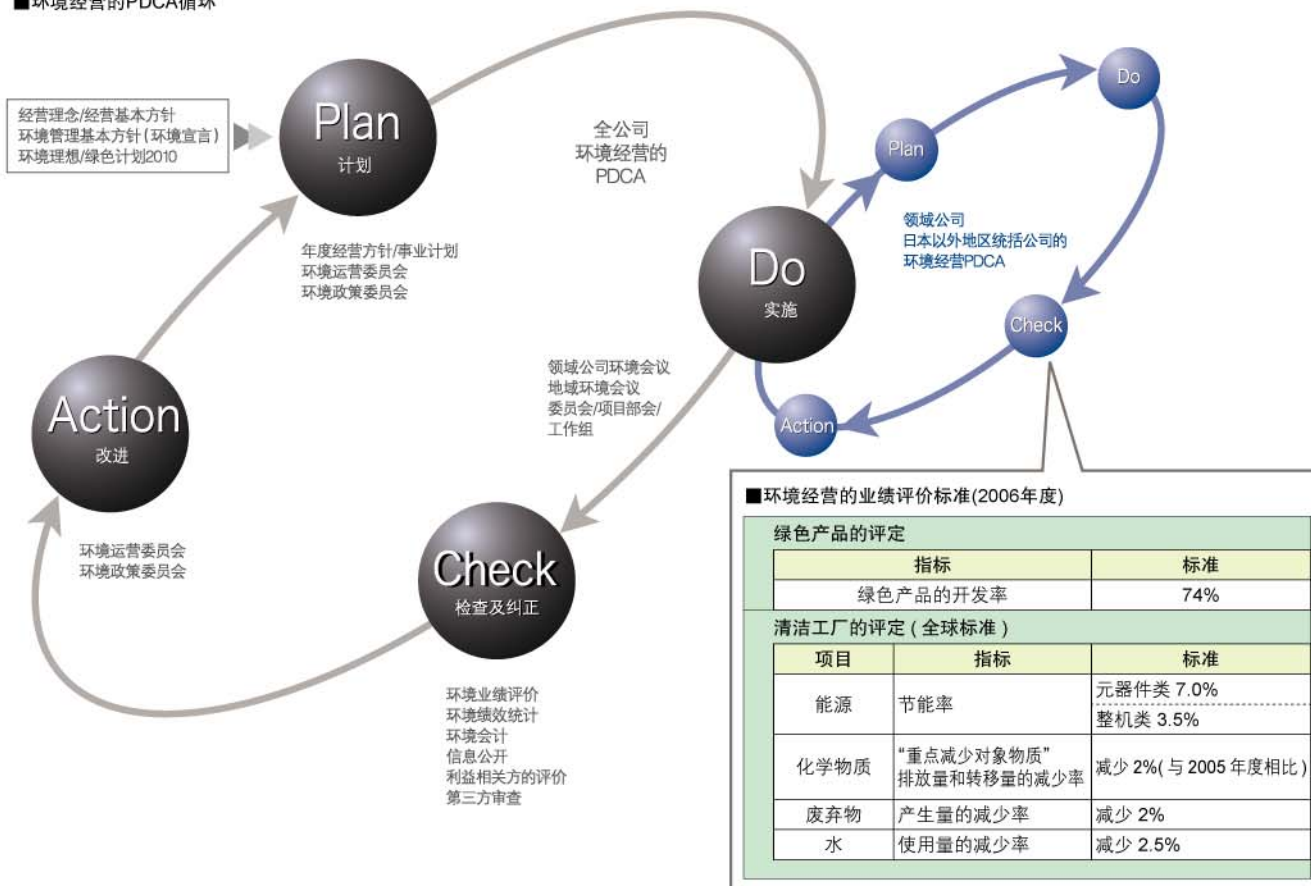 ■环境经营的PDCA循环
经营理念/经营基本方针
环境管理基本方针(环境宣言)
环境理想/绿色计划2010
Plan
计划
年度经营方针/事业计划
环境运营委员会
环境政策委员会
全公司
环境经营的
PDCA
Do
实施
领域公司环境会议
地域环境会议
委员会/项目部会/
工作组
Check
检查及纠正
环境业绩评价
环境绩效统计
环境会计
信息公开
利益相关方的评价
第三方审查
Action
改进
环境运营委员会
环境政策委员会
Plan
Do
Check
Action
领域公司
日本以外地区统括公司的
环境经营PDCA
■环境经营的业绩评价标准(2006年度)
绿色产品的评定
指标 标准
绿色产品的开发率 74%
清洁工厂的评定(全球标准)
项目 指标 标准
能源 节能率 元器件类 7.0%
整机类 3.5%
化学物质 “重点减少对象物质”
排放量和转移量的减少率 减少 2%(与 2005 年度相比)
废弃物 产生量的减少率 减少 2%
水 使用量的减少率 减少 2.5%